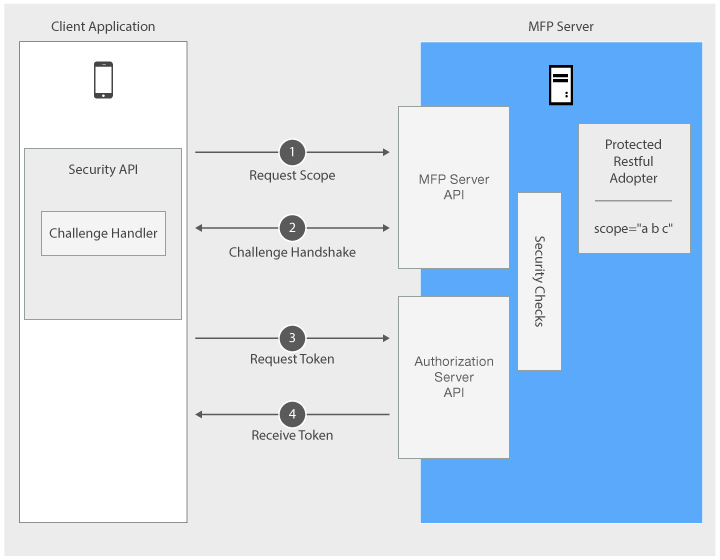 Client Application
MFP Server
Security API
Challenge Handler
1
Request Scope
2
Challenge Handshake
3
Request Token
4
Receive Token
MFP Server
API
Authorization
Server
API
Security Checks
Protected
Restful
Adopter
scope="a b c"